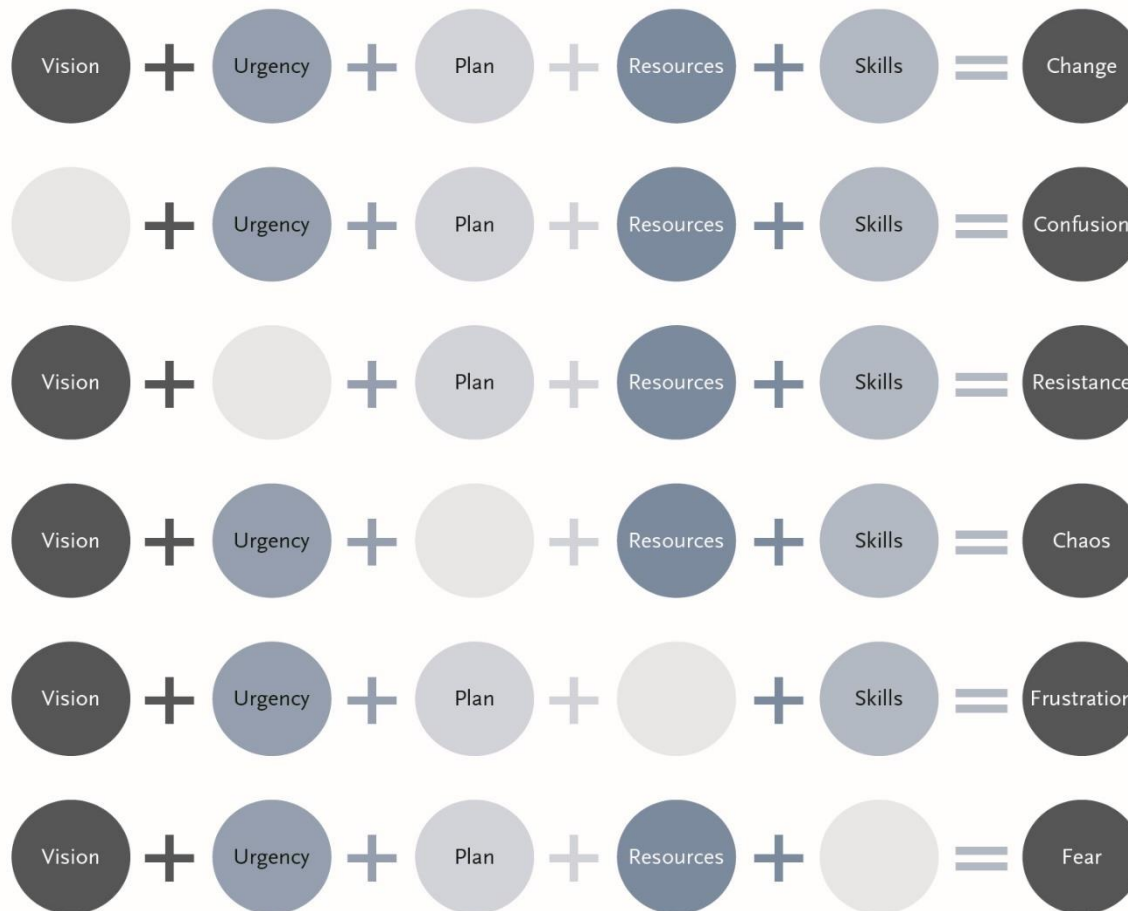 Vision + Urgency + Plan + Resources + Skills = Change
+ Urgency + Plan + Resources + Skills = Confusion
Vision + + Plan + Resources + Skills = Resistance
Vision + Urgency + + Resources + Skills = Chaos
Vision + Urgency + Plan + + Skills = Frustration
Vision + Urgency + Plan + Resources + = Fear